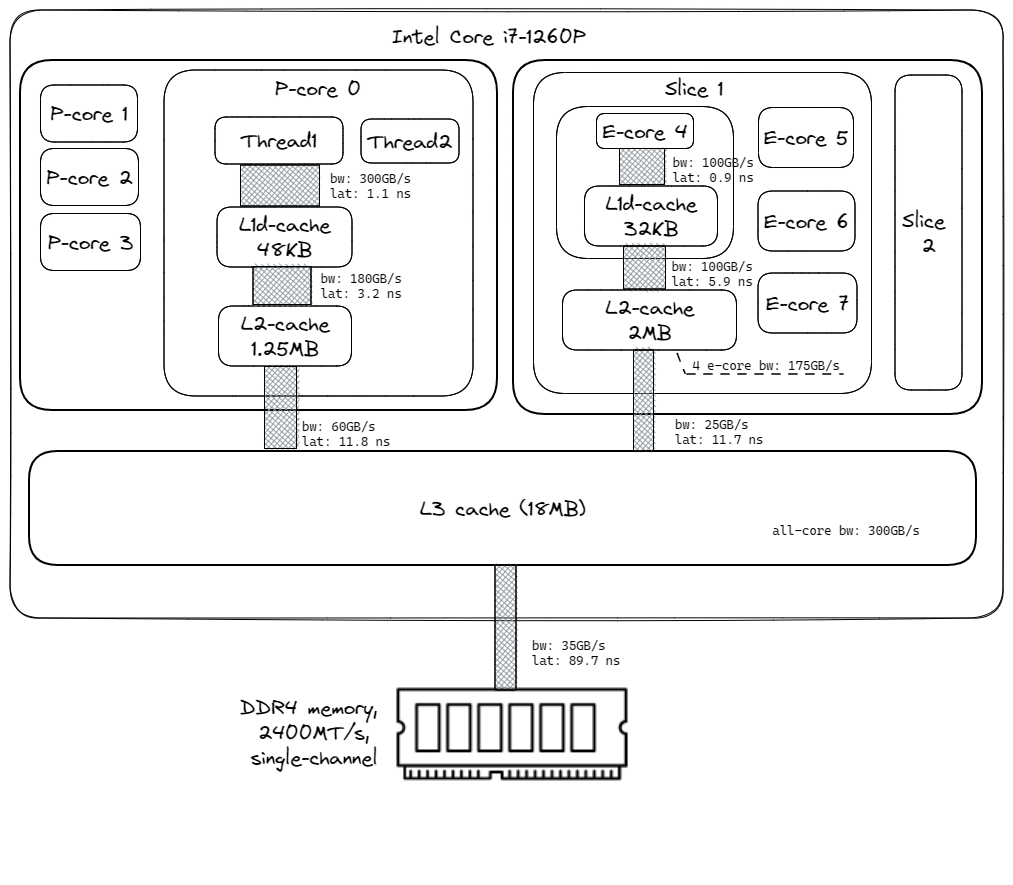 Intel Core i7-1260P
P-core 1
P-core 2
P-core 3
P-core 0
Thread1
Thread2
bw: 300GB/s
lat: 1.1 ns
L1d-cache
48KB
bw: 180GB/s
lat: 3.2 ns
L2-cache
1.25MB
bw: 60GB/s
lat: 11.8 ns
Slice 1
E-core 4
bw: 100GB/s
lat: 0.9 ns
L1d-cache
32KB
bw: 100GB/s
lat: 5.9 ns
L2-cache
2MB
4 e-core bw: 175GB/s
E-core 5
E-core 6
E-core 7
bw: 25GB/s
lat: 11.7 ns
Slice
2
L3 cache (18MB)
all-core bw: 300GB/s
bw: 35GB/s
lat: 89.7 ns
DDR4 memory,
2400MT/s,
single-channel